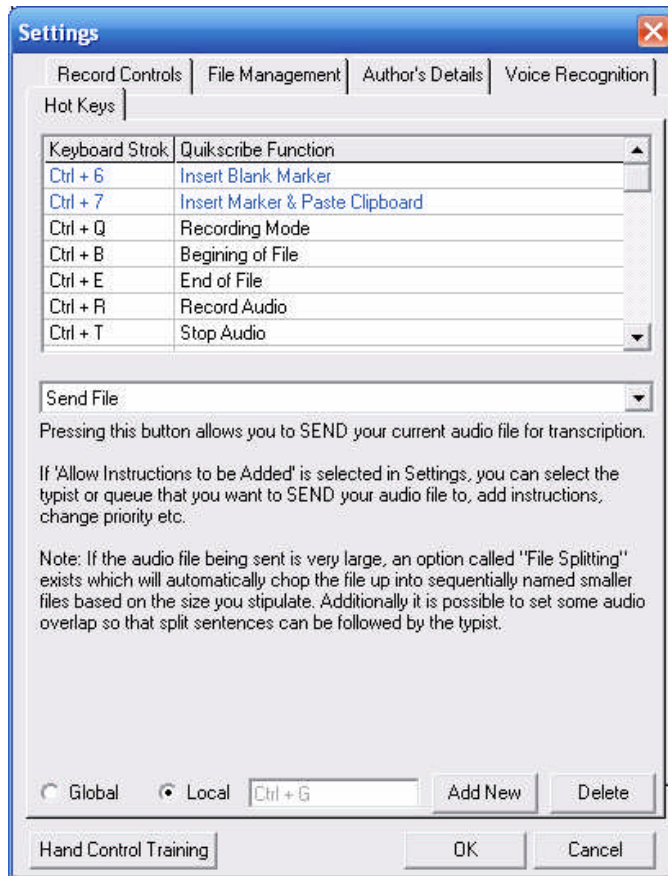 Settings
Record Controls File Management Author's Details Voice Recognition
Hot Keys
Keyboard Strok Quikscribe Function
Ctrl + 6 Insert Blank Marker
Ctrl + 7 Insert Marker & Paste Clipboard
Ctrl + Q Recording Mode
Ctrl + B Begining of File
Ctrl + E End of File
Ctrl + R Record Audio
Ctrl + T Stop Audio
Send File
Pressing this button allows you to SEND your current audio file for transcription.
If 'Allow Instructions to be Added' is selected in Settings, you can select the
typist or queue that you want to SEND your audio file to, add instructions,
change priority etc.
Note: If the audio file being sent is very large, an option called "File Splitting"
exists which will automatically chop the file up into sequentially named smaller
files based on the size you stipulate. Additionally it is possible to set some audio
overlap so that split sentences can be followed by the typist.
Global Local Ctrl + G Add New Delete
Hand Control Training OK Cancel